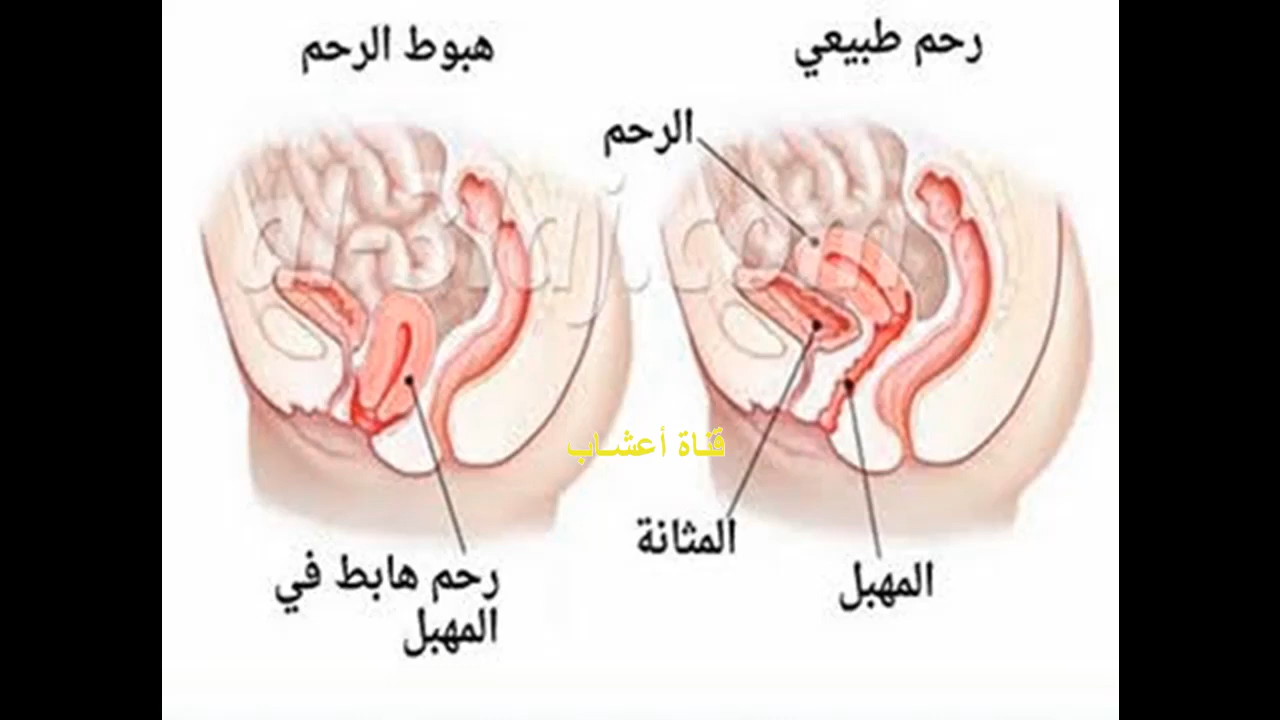 رحم طبيعي
هبوط الرحم
الرحم
قناة أعشاب
المثانة
المهبل
رحم هابط في
المهبل